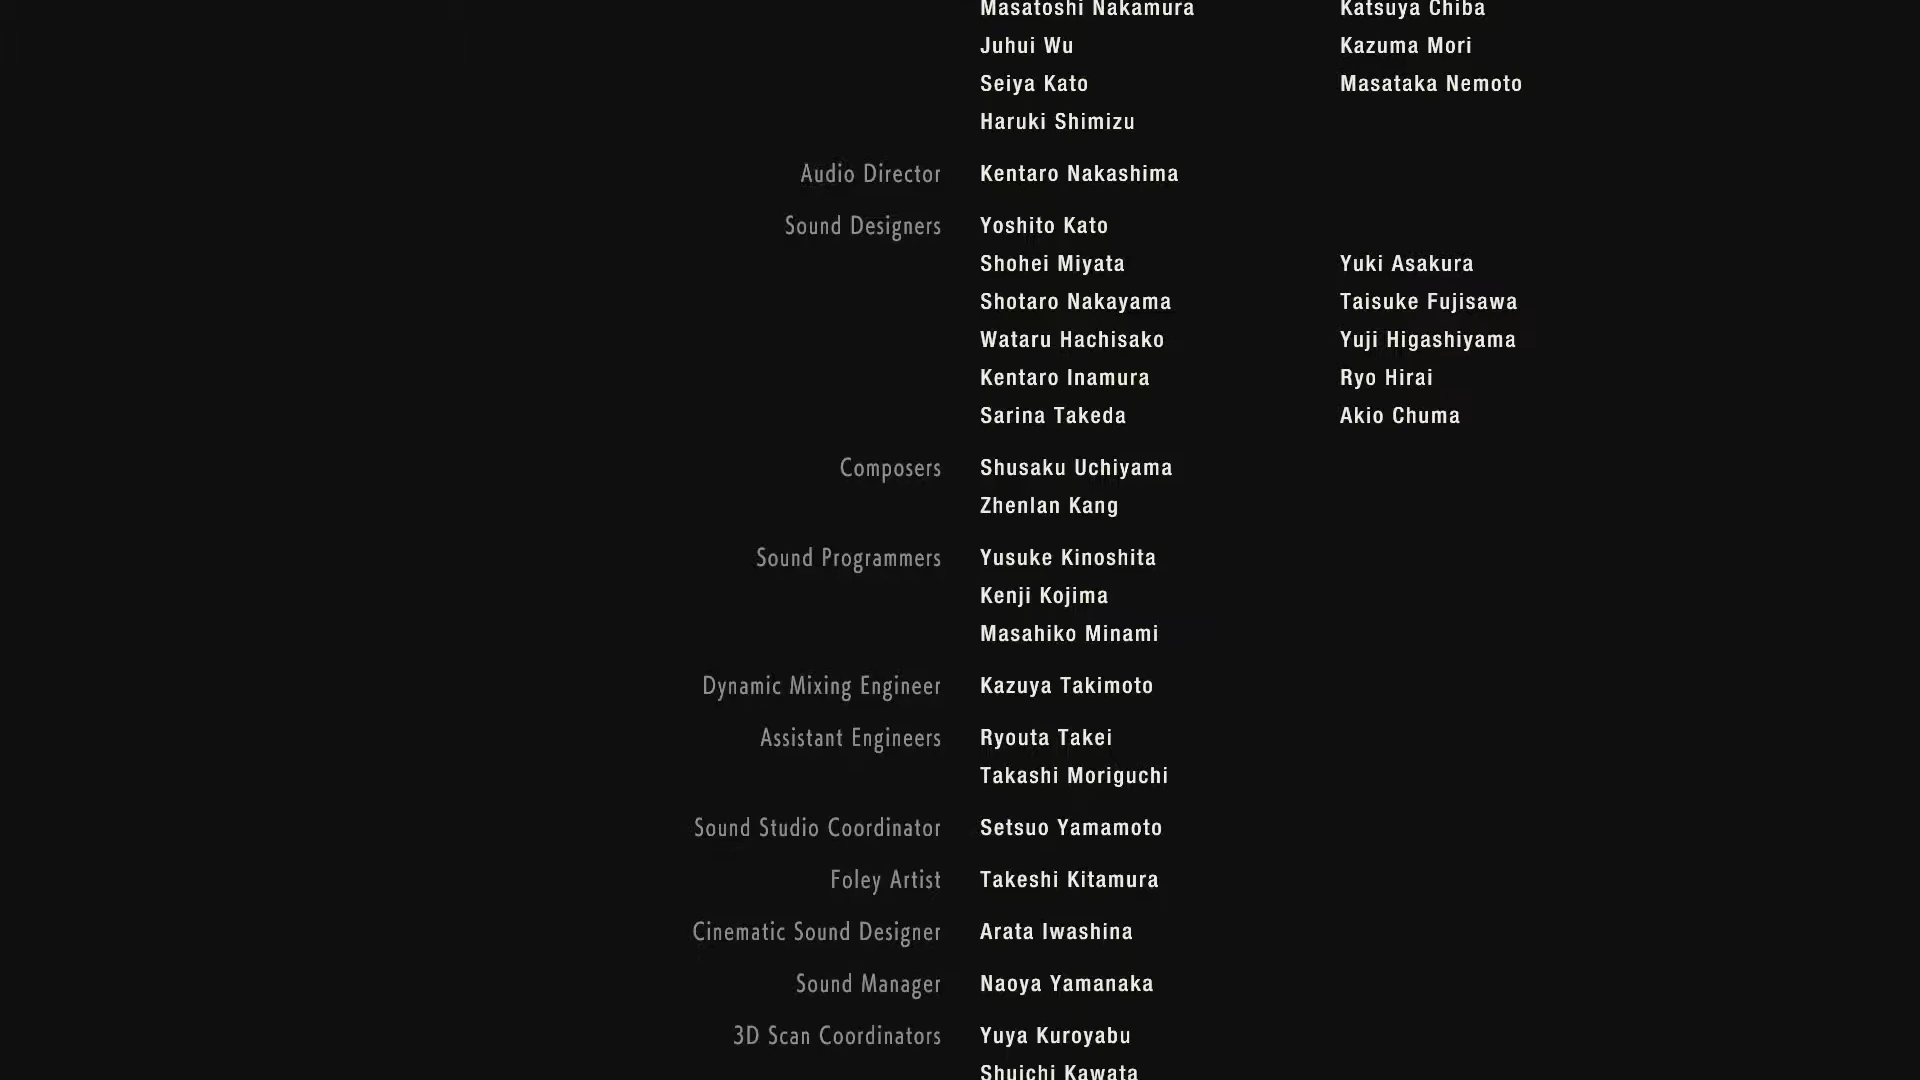 Masatoshi Nakamura Katsuya Chiba
Juhui Wu Kazuma Mori
Seiya Kato Masataka Nemoto
Haruki Shimizu
Audio Director Kentaro Nakashima
Sound Designers Yoshito Kato
Shohei Miyata Yuki Asakura
Shotaro Nakayama Taisuke Fujisawa
Wataru Hachisako Yuji Higashiyama
Kentaro Inamura Ryo Hirai
Sarina Takeda Akio Chuma
Composers Shusaku Uchiyama
Zhenlan Kang
Sound Programmers Yusuke Kinoshita
Kenji Kojima
Masahiko Minami
Dynamic Mixing Engineer Kazuya Takimoto
Assistant Engineers Ryouta Takei
Takashi Moriguchi
Sound Studio Coordinator Setsuo Yamamoto
Foley Artist Takeshi Kitamura
Cinematic Sound Designer Arata Iwashina
Sound Manager Naoya Yamanaka
3D Scan Coordinators Yuya Kuroyabu
Shuichi Kawata